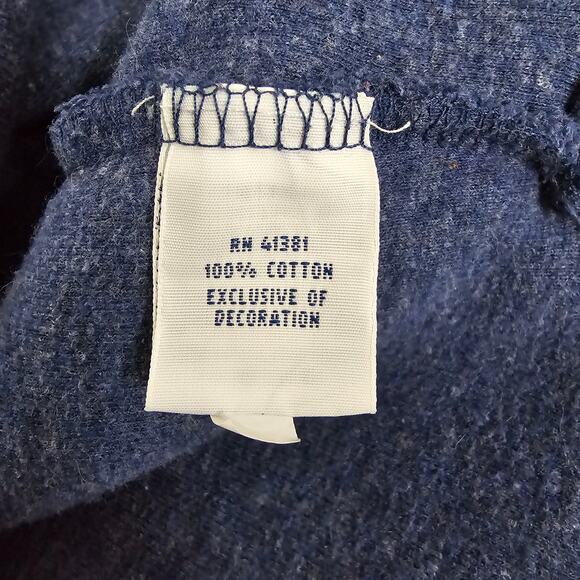 RN 41381
100% COTTON
EXCLUSIVE OF
DECORATION